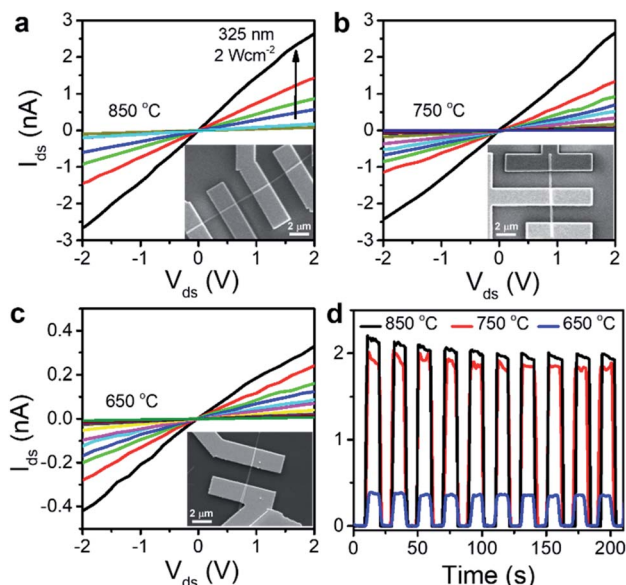 a
325 nm
2 Wcm⁻²
850 °C
3
2
1
0
-1
-2
-3
I_ds (nA)
2 μm
-2 -1 0 1 2
V_ds (V)
b
750 °C
3
2
1
0
-1
-2
-3
2 μm
-2 -1 0 1 2
V_ds (V)
c
650 °C
0.4
0.2
0.0
-0.2
-0.4
I_ds (nA)
2 μm
-2 -1 0 1 2
V_ds (V)
d
850 °C 750 °C 650 °C
2
1
0
0 50 100 150 200
Time (s)